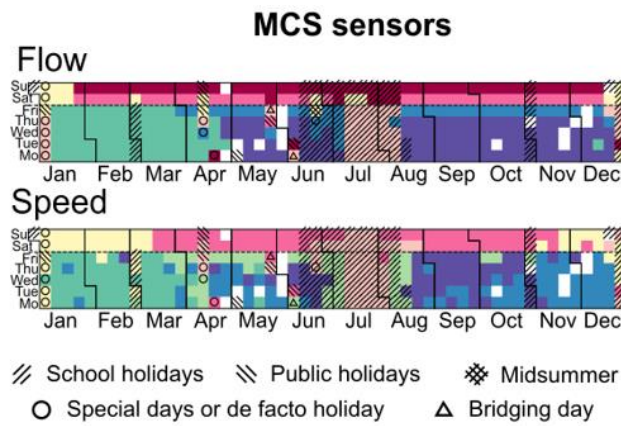 MCS sensors
Flow
Su
Sat
Fri
Thu
Wed
Tue
Mo
Jan Feb Mar Apr May Jun Jul Aug Sep Oct Nov Dec
Speed
Su
Sat
Fri
Thu
Wed
Tue
Mo
Jan Feb Mar Apr May Jun Jul Aug Sep Oct Nov Dec
School holidays Public holidays Midsummer
Special days or de facto holiday Bridging day